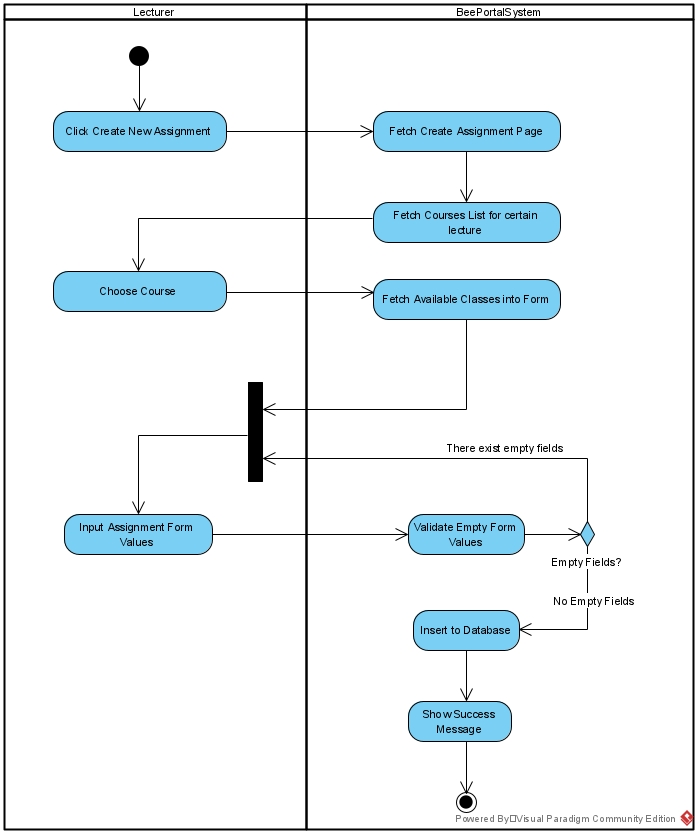 Lecturer
BeePortalSystem
Click Create New Assignment
Fetch Create Assignment Page
Fetch Courses List for certain
lecture
Choose Course
Fetch Available Classes into Form
There exist empty fields
Input Assignment Form
Values
Validate Empty Form
Values
Empty Fields?
No Empty Fields
Insert to Database
Show Success
Message
Powered By Visual Paradigm Community Edition